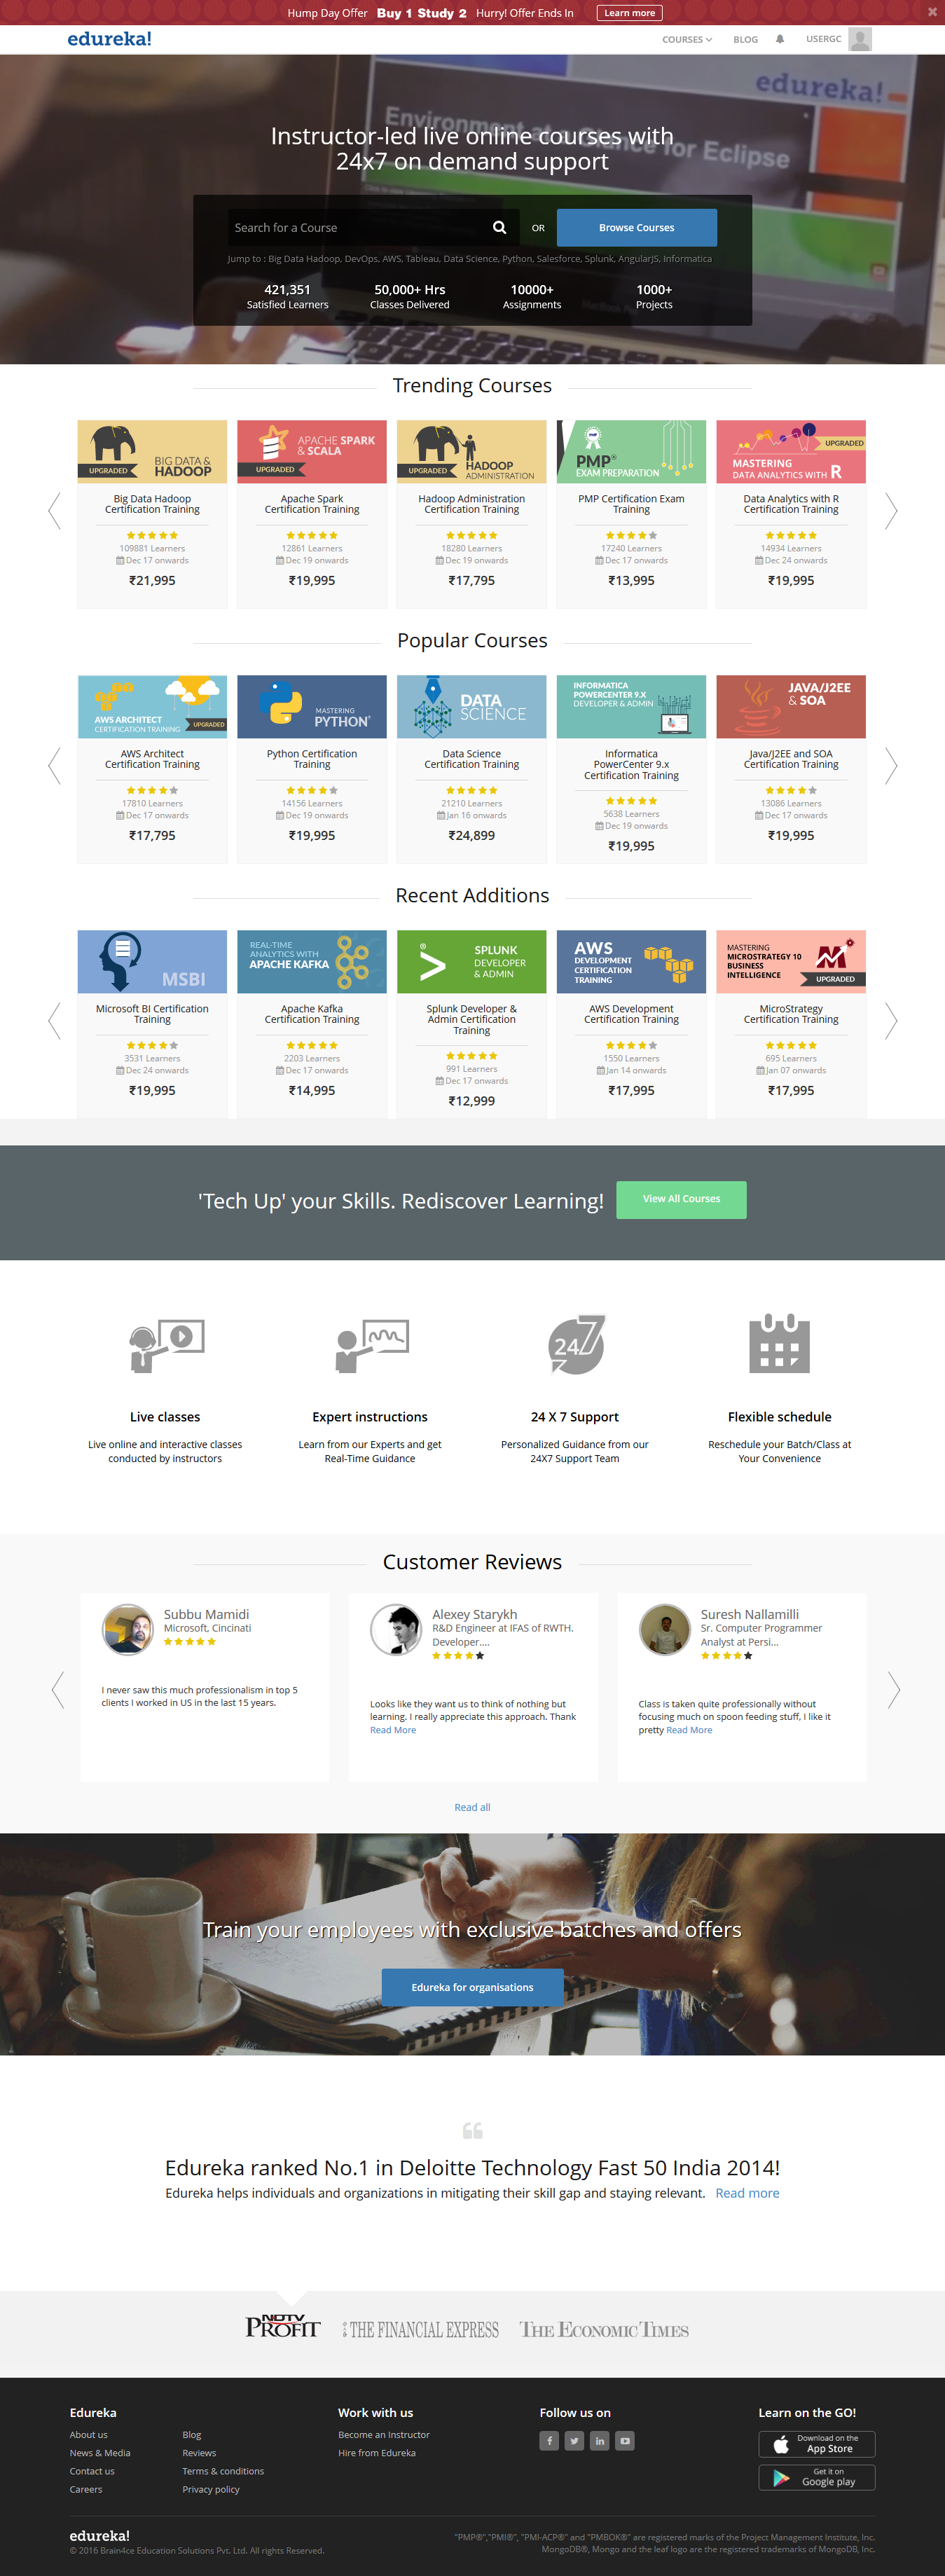 Hump Day Offer Buy 1 Study 2 Hurry! Offer Ends In Learn more
edureka!
COURSES BLOG USERGC
edureka!
Instructor-led live online courses with
24x7 on demand support
Search for a Course
OR
Browse Courses
Jump to : Big Data Hadoop, DevOps, AWS, Tableau, Data Science, Python, Salesforce, Splunk, AngularJS, Informatica
421,351 50,000+ Hrs 10000+ 1000+
Satisfied Learners Classes Delivered Assignments Projects
Trending Courses
UPGRADED BIG DATA & HADOOP
Big Data Hadoop
Certification Training
109881 Learners
Dec 17 onwards
₹21,995
APACHE SPARK
& SCALA
UPGRADED
Apache Spark
Certification Training
12861 Learners
Dec 19 onwards
₹19,995
UPGRADED HADOOP
ADMINISTRATION
Hadoop Administration
Certification Training
18280 Learners
Dec 19 onwards
₹17,795
PMP®
EXAM PREPARATION
PMP Certification Exam
Training
17240 Learners
Dec 17 onwards
₹13,995
UPGRADED
MASTERING
DATA ANALYTICS WITH R
Data Analytics with R
Certification Training
14934 Learners
Dec 24 onwards
₹19,995
Popular Courses
AWS ARCHITECT
CERTIFICATION TRAINING UPGRADED
AWS Architect
Certification Training
17810 Learners
Dec 17 onwards
₹17,795
MASTERING
PYTHON
Python Certification
Training
14156 Learners
Dec 19 onwards
₹19,995
DATA
SCIENCE
Data Science
Certification Training
21210 Learners
Jan 16 onwards
₹24,899
INFORMATICA
POWERCENTER 9.X
DEVELOPER & ADMIN
Informatica
PowerCenter 9.x
Certification Training
5638 Learners
Dec 19 onwards
₹19,995
JAVA/J2EE
& SOA
Java/J2EE and SOA
Certification Training
13086 Learners
Dec 17 onwards
₹19,995
Recent Additions
MSBI
Microsoft BI Certification
Training
3531 Learners
Dec 24 onwards
₹19,995
REAL-TIME
ANALYTICS WITH
APACHE KAFKA
Apache Kafka
Certification Training
2203 Learners
Dec 17 onwards
₹14,995
SPLUNK
DEVELOPER
& ADMIN
Splunk Developer &
Admin Certification
Training
991 Learners
Dec 17 onwards
₹12,999
AWS
DEVELOPMENT
CERTIFICATION
TRAINING
AWS Development
Certification Training
1550 Learners
Jan 14 onwards
₹17,995
MASTERING
MICROSTRATEGY 10
BUSINESS
INTELLIGENCE
UPGRADED
MicroStrategy
Certification Training
695 Learners
Jan 07 onwards
₹17,995
'Tech Up' your Skills. Rediscover Learning! View All Courses
24 7
Live classes
Live online and interactive classes
conducted by instructors
Expert instructions
Learn from our Experts and get
Real-Time Guidance
24 X 7 Support
Personalized Guidance from our
24X7 Support Team
Flexible schedule
Reschedule your Batch/Class at
Your Convenience
Customer Reviews
Subbu Mamidi
Microsoft, Cincinati
I never saw this much professionalism in top 5
clients I worked in US in the last 15 years.
Alexey Starykh
R&D Engineer at IFAS of RWTH.
Developer....
Looks like they want us to think of nothing but
learning. I really appreciate this approach. Thank
Read More
Suresh Nallamilli
Sr. Computer Programmer
Analyst at Persi...
Class is taken quite professionally without
focusing much on spoon feeding stuff, I like it
pretty Read More
Read all
Train your employees with exclusive batches and offers
Edureka for organisations
Edureka ranked No.1 in Deloitte Technology Fast 50 India 2014!
Edureka helps individuals and organizations in mitigating their skill gap and staying relevant. Read more
NDTV
PROFIT
THE FINANCIAL EXPRESS
THE ECONOMIC TIMES
Edureka
About us
News & Media
Contact us
Careers
Blog
Reviews
Terms & conditions
Privacy policy
Work with us
Become an Instructor
Hire from Edureka
Follow us on
Learn on the GO!
Download on the
App Store
Get it on
Google play
edureka!
© 2016 Brain4ce Education Solutions Pvt. Ltd. All rights Reserved.
"PMP®","PMI®", "PMI-ACP®" and "PMBOK®" are registered marks of the Project Management Institute, Inc.
MongoDB®, Mongo and the leaf logo are the registered trademarks of MongoDB, Inc.